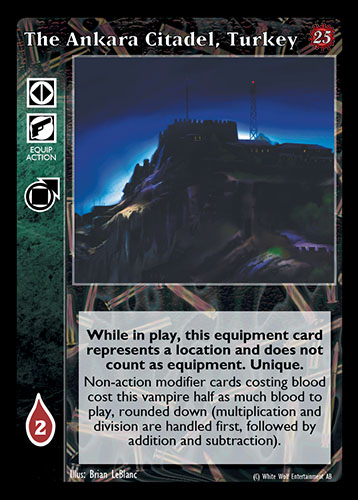 The Ankara Citadel, Turkey 25
EQUIP
ACTION
While in play, this equipment card
represents a location and does not
count as equipment. Unique.
Non-action modifier cards costing blood
cost this vampire half as much blood to
play, rounded down (multiplication and
division are handled first, followed by
addition and subtraction).
2
Illus: Brian LeBlanc (C) White Wolf Entertainment AB